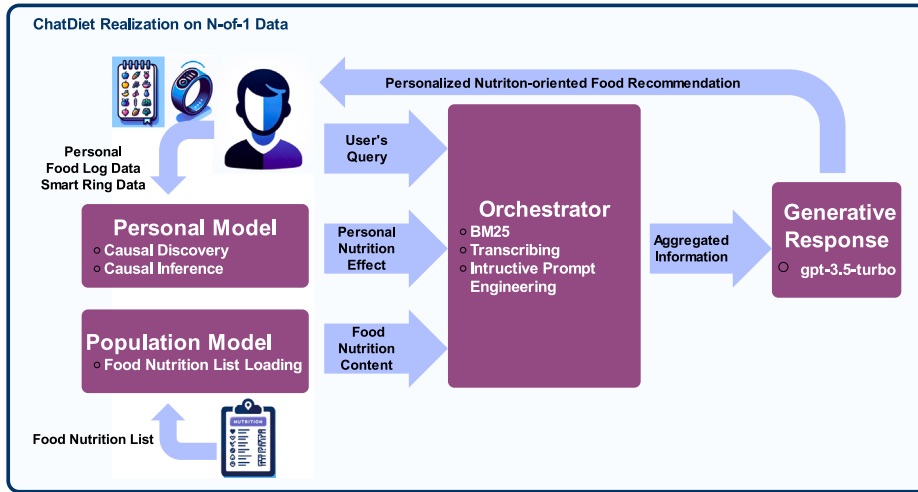 ChatDiet Realization on N-of-1 Data
Personalized Nutriton-oriented Food Recommendation
Personal
Food Log Data
Smart Ring Data
User's
Query
Personal Model
Causal Discovery
Causal Inference
Personal
Nutrition
Effect
Orchestrator
BM25
Transcribing
Intructive Prompt
Engineering
Aggregated
Information
Generative
Response
gpt-3.5-turbo
Population Model
Food Nutrition List Loading
Food
Nutrition
Content
Food Nutrition List
NUTRITION